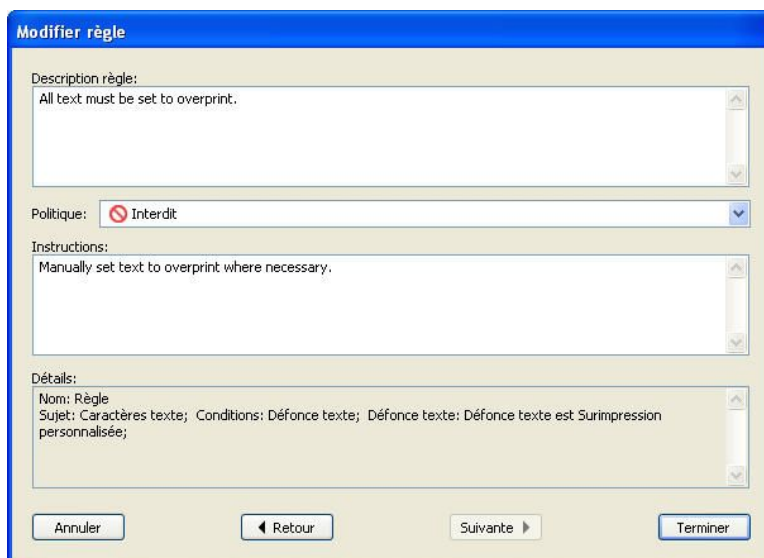 Modifier règle
Description règle:
All text must be set to overprint.
Politique: Interdit
Instructions:
Manually set text to overprint where necessary.
Détails:
Nom: Règle
Sujet: Caractères texte; Conditions: Défonce texte; Défonce texte: Défonce texte est Surimpression
personnalisée;
Annuler Retour Suivante Terminer